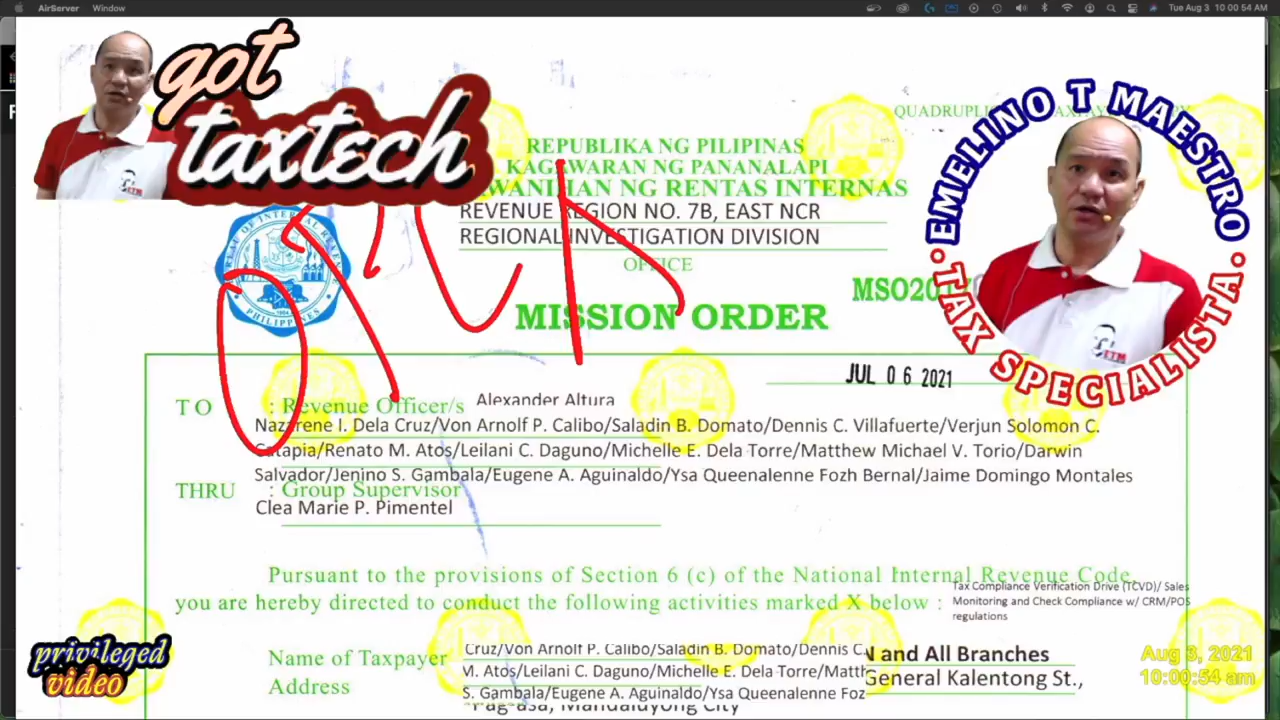 AirServer Window
Tue Aug 3 10 00 54 AM
got
taxtech
REPUBLIKA NG PILIPINAS
NG PANANALAPI
NG RENTAS INTERNAS
REVENUE REGION NO. 7B, EAST NCR
REGIONAL INVESTIGATION DIVISION
OFFICE
MISSION ORDER
EMELINO T MAESTRO
• TAX SPECIALISTA •
ETM
JUL 06 2021
TO : Revenue Officer/s Alexander Altura
Nazarene I. Dela Cruz/Von Arnolf P. Calibo/Saladin B. Domato/Dennis C. Villafuerte/Verjun Solomon C.
Catapia/Renato M. Atos/Leilani C. Daguno/Michelle E. Dela Torre/Matthew Michael V. Torio/Darwin
Salvador/Jenino S. Gambala/Eugene A. Aguinaldo/Ysa Queenalenne Fozh Bernal/Jaime Domingo Montales
THRU : Group Supervisor
Clea Marie P. Pimentel
Pursuant to the provisions of Section 6 (c) of the National Internal Revenue Code,
you are hereby directed to conduct the following activities marked X below :
Tax Compliance Verification Drive (TCVD)/ Sales
Monitoring and Check Compliance w/ CRM/POS
regulations
Name of Taxpayer
Cruz/Von Arnolf P. Calibo/Saladin B. Domato/Dennis C.
and All Branches
Address
M. Atos/Leilani C. Daguno/Michelle E. Dela Torre/Matth
General Kalentong St.,
S. Gambala/Eugene A. Aguinaldo/Ysa Queenalenne Foz
Pag-asa, Mandaluyong City
privileged
video
Aug 3, 2021
10:00:54 am